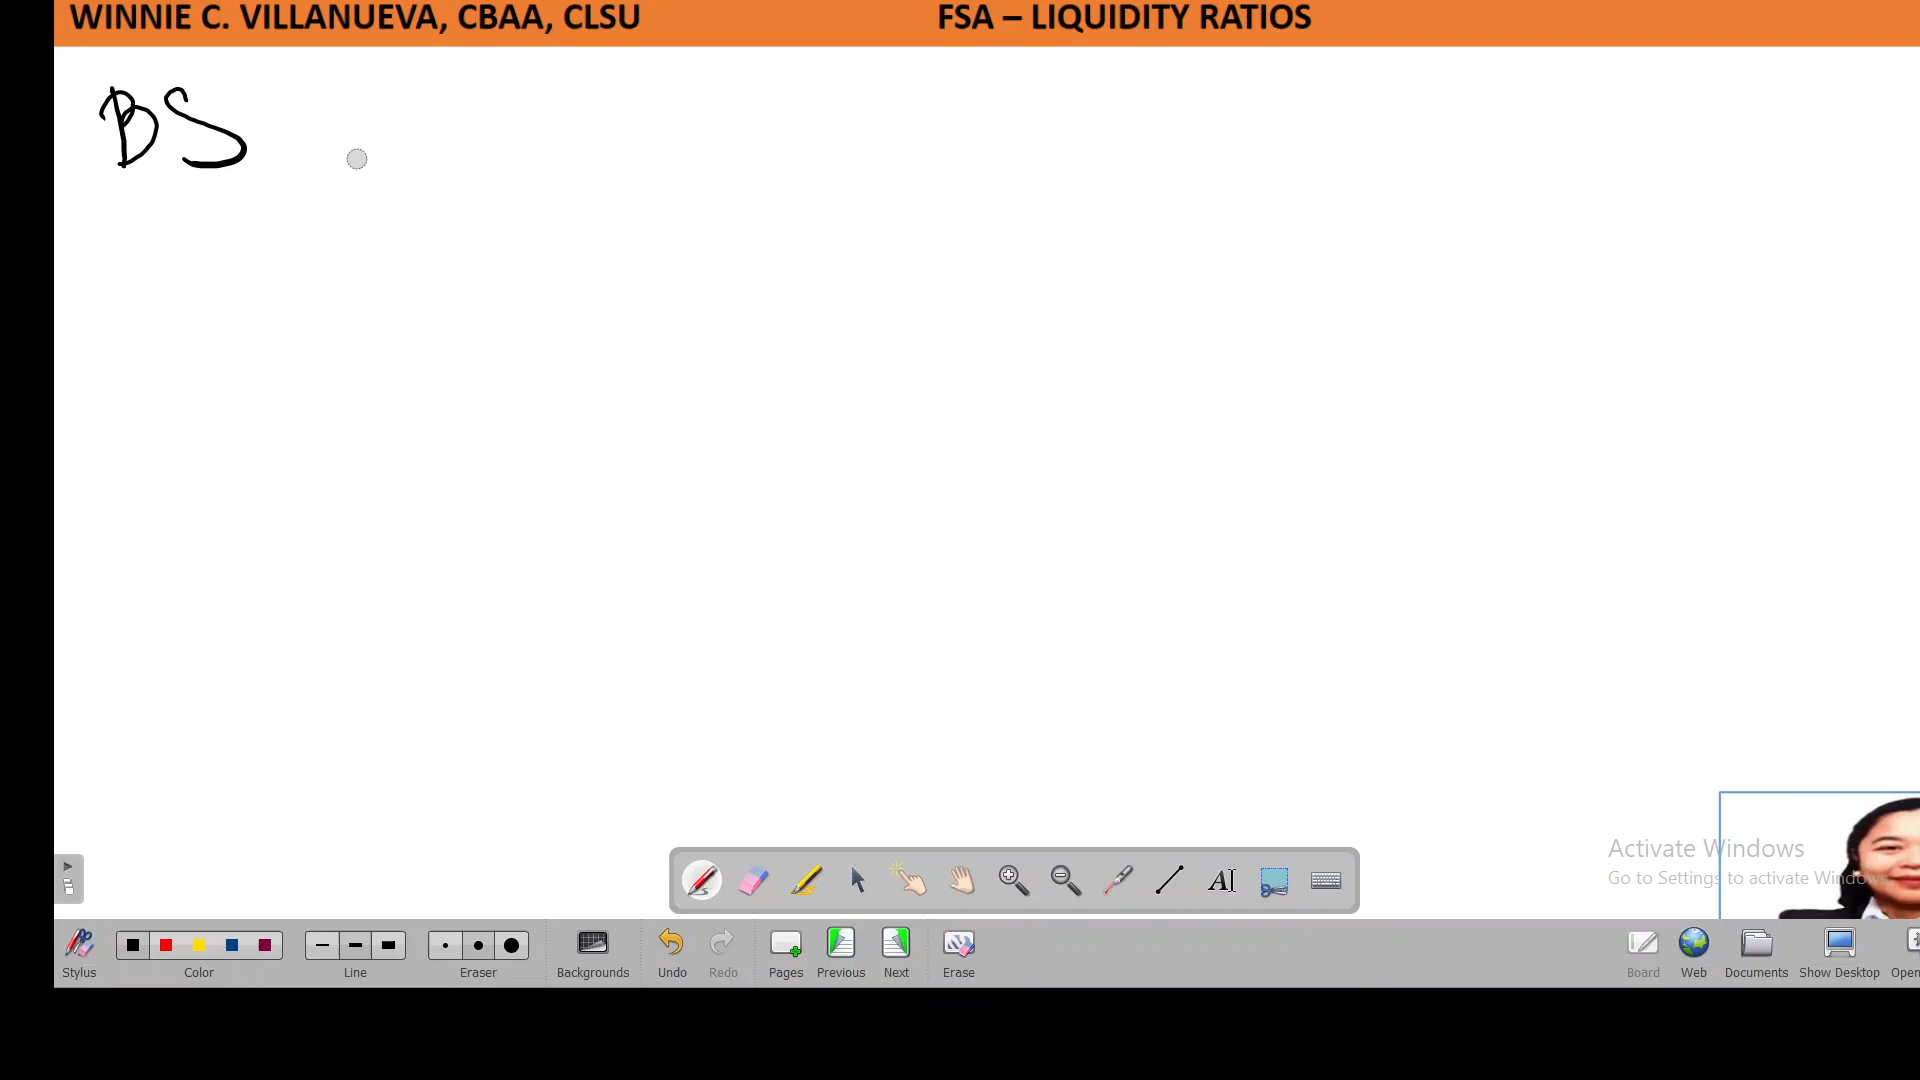 WINNIE C. VILLANUEVA, CBAA, CLSU FSA – LIQUIDITY RATIOS
BS
Activate Windows
Go to Settings to activate Windows
Stylus Color Line Eraser Backgrounds Undo Redo Pages Previous Next Erase Board Web Documents Show Desktop Open